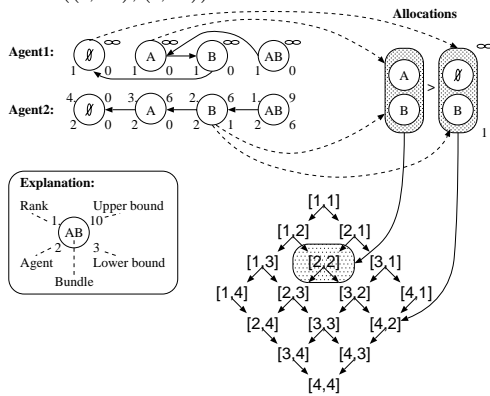 Allocations
Agent1: ∅ ∞ A ∞ B ∞ AB ∞
1 0 1 0 1 0 1 0
A > ∅ ∞
B B
1
4. 0 3. 6 2. 6 1. 9
Agent2: ∅ A B AB
2 0 2 0 2 1 2 6
Explanation:
Rank Upper bound
1. 10
AB
2 3
Agent Lower bound
Bundle
[1,1]
[1,2] [2,1]
[1,3] [2,2] [3,1]
[1,4] [2,3] [3,2] [4,1]
[2,4] [3,3] [4,2]
[3,4] [4,3]
[4,4]